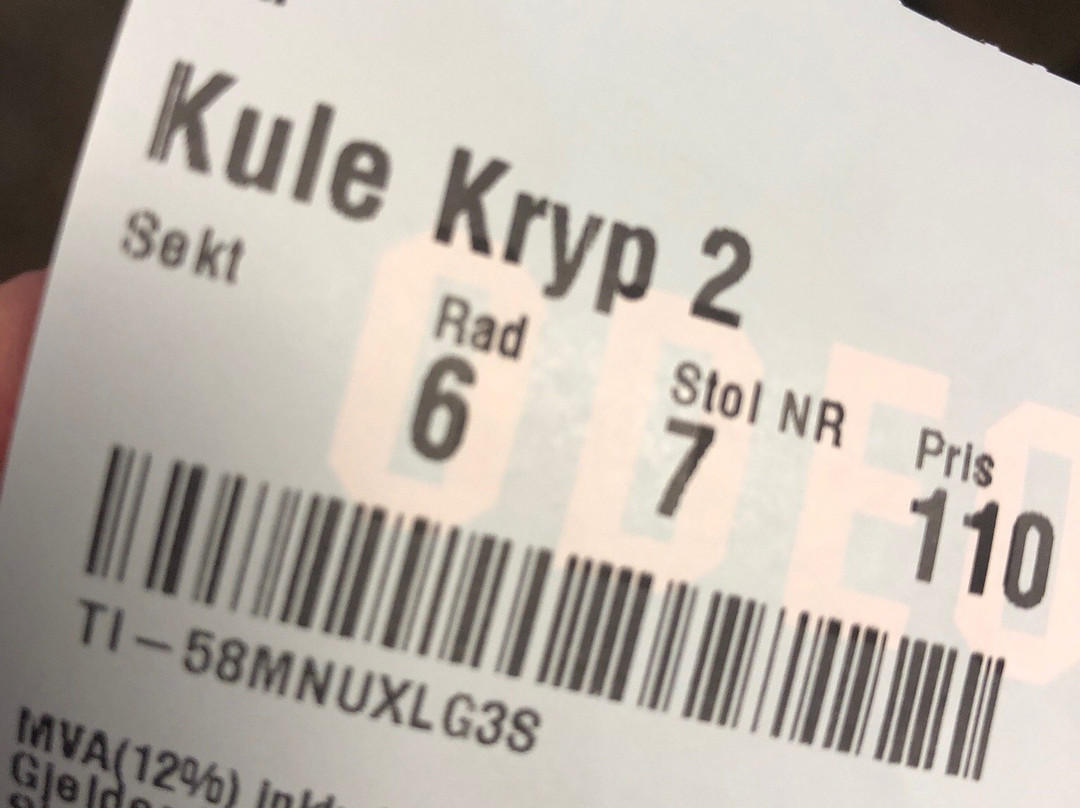 Kule Kryp 2
Sekt Rad Stol NR Pris
6 7 110
TI-58MNUXLG3S
MVA(12%)